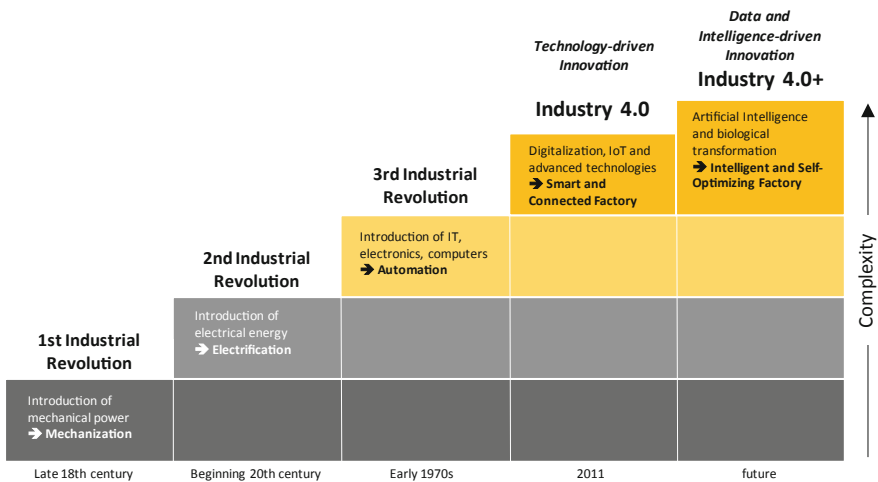 Data and
Intelligence-driven
Innovation
Industry 4.0+
Technology-driven
Innovation
Industry 4.0
Artificial Intelligence
and biological
transformation
➔ Intelligent and Self-
Optimizing Factory
Digitalization, IoT and
advanced technologies
➔ Smart and
Connected Factory
3rd Industrial
Revolution
Introduction of IT,
electronics, computers
➔ Automation
2nd Industrial
Revolution
Introduction of
electrical energy
➔ Electrification
1st Industrial
Revolution
Introduction of
mechanical power
➔ Mechanization
Complexity
Late 18th century
Beginning 20th century
Early 1970s
2011
future